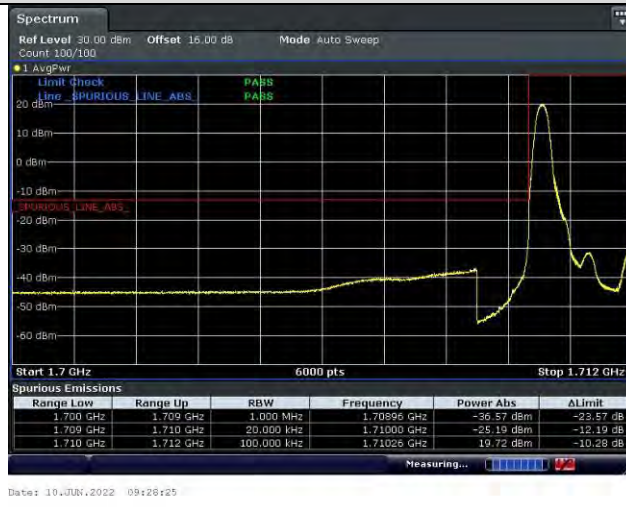 Spectrum
Ref Level 30.00 dBm Offset 16.00 dB Mode Auto Sweep
Count 100/100
1 AvgPwr
Limit Check PASS
Line _SPURIOUS_LINE_ABS_ PASS
20 dBm
10 dBm
0 dBm
-10 dBm
_SPURIOUS_LINE_ABS_
-20 dBm
-30 dBm
-40 dBm
-50 dBm
-60 dBm
Start 1.7 GHz 6000 pts Stop 1.712 GHz
Spurious Emissions
Range Low Range Up RBW Frequency Power Abs ΔLimit
1.700 GHz 1.709 GHz 1.000 MHz 1.70896 GHz -36.57 dBm -23.57 dB
1.709 GHz 1.710 GHz 20.000 kHz 1.71000 GHz -25.19 dBm -12.19 dB
1.710 GHz 1.712 GHz 100.000 kHz 1.71026 GHz 19.72 dBm -10.28 dB
Measuring...
Date: 10.JUN.2022 09:28:25